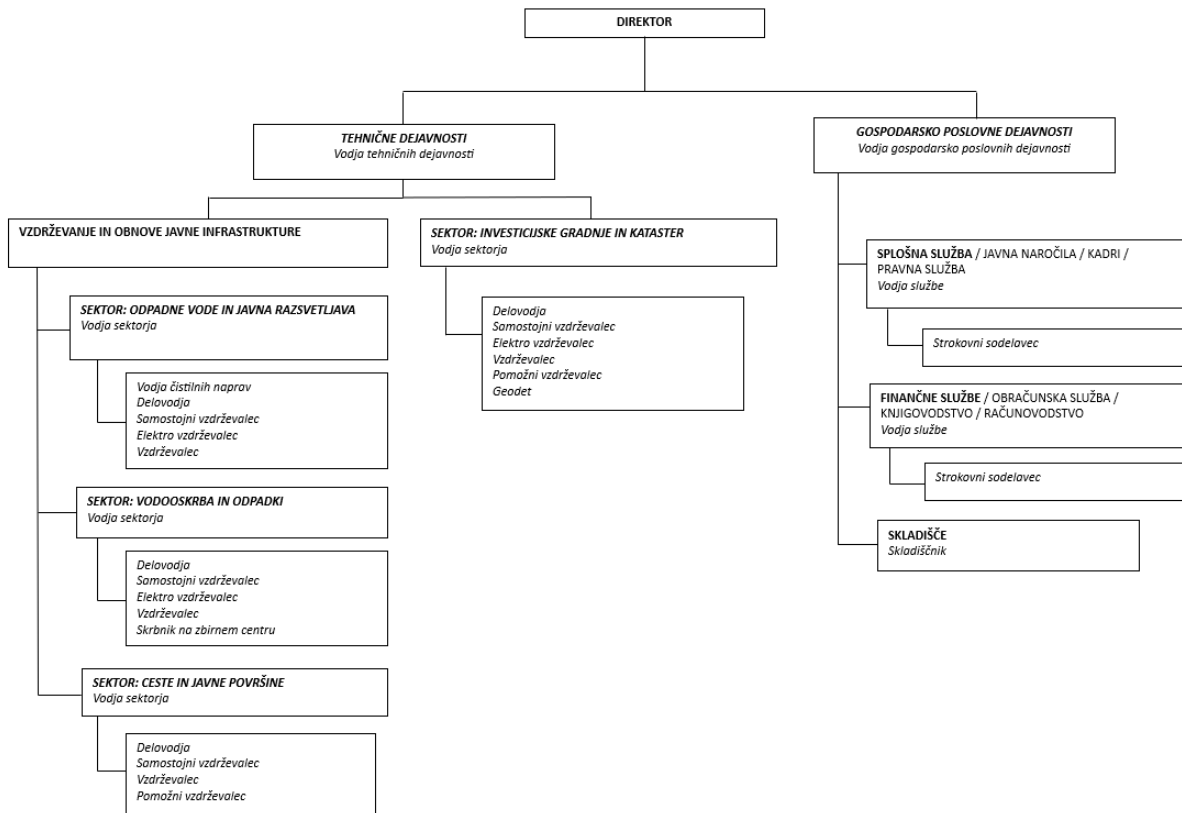 DIREKTOR
TEHNIČNE DEJAVNOSTI
Vodja tehničnih dejavnosti
GOSPODARSKO POSLOVNE DEJAVNOSTI
Vodja gospodarsko poslovnih dejavnosti
VZDRŽEVANJE IN OBNOVE JAVNE INFRASTRUKTURE
SEKTOR: ODPADNE VODE IN JAVNA RAZSVETLJAVA
Vodja sektorja
Vodja čistilnih naprav
Delovodja
Samostojni vzdrževalec
Elektro vzdrževalec
Vzdrževalec
SEKTOR: VODOOSKRBA IN ODPADKI
Vodja sektorja
Delovodja
Samostojni vzdrževalec
Elektro vzdrževalec
Vzdrževalec
Skrbnik na zbirnem centru
SEKTOR: CESTE IN JAVNE POVRŠINE
Vodja sektorja
Delovodja
Samostojni vzdrževalec
Vzdrževalec
Pomožni vzdrževalec
SEKTOR: INVESTICIJSKE GRADNJE IN KATASTER
Vodja sektorja
Delovodja
Samostojni vzdrževalec
Elektro vzdrževalec
Vzdrževalec
Pomožni vzdrževalec
Geodet
SPLOŠNA SLUŽBA / JAVNA NAROČILA / KADRI /
PRAVNA SLUŽBA
Vodja službe
Strokovni sodelavec
FINANČNE SLUŽBE / OBRAČUNSKA SLUŽBA /
KNJIGOVODSTVO / RAČUNOVODSTVO
Vodja službe
Strokovni sodelavec
SKLADIŠČE
Skladiščnik